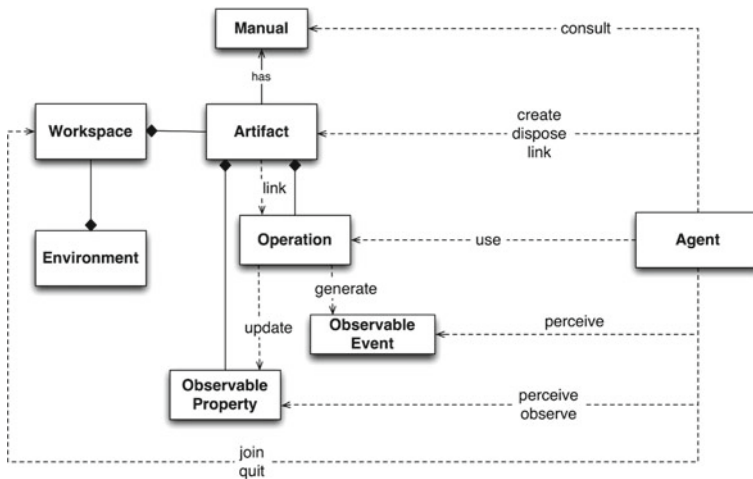 Manual
consult
has
Workspace
Artifact
create
dispose
link
link
Environment
Operation
use
Agent
generate
update
Observable
Event
perceive
Observable
Property
perceive
observe
join
quit